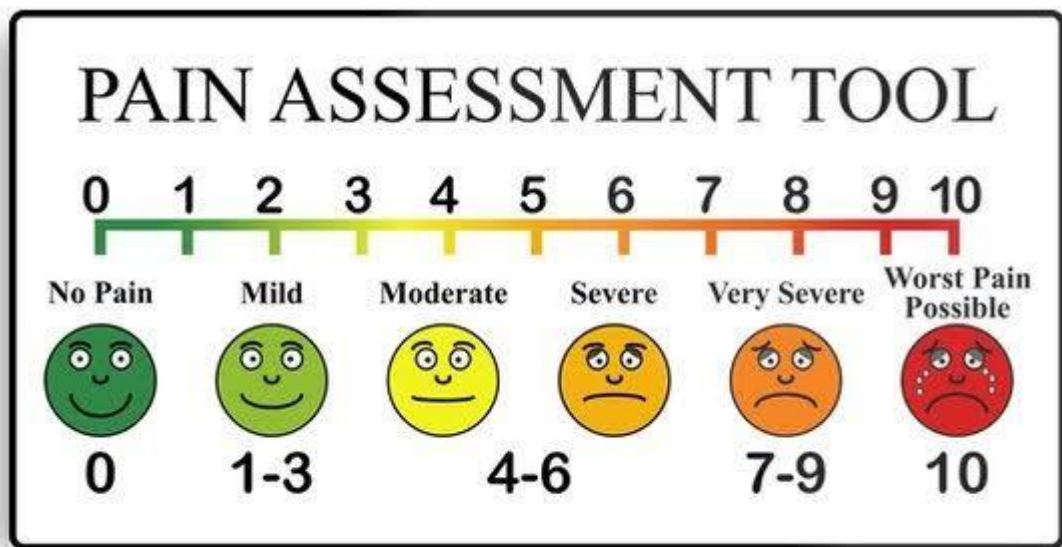 PAIN ASSESSMENT TOOL
0 1 2 3 4 5 6 7 8 9 10
No Pain Mild Moderate Severe Very Severe Worst Pain Possible
0 1-3 4-6 7-9 10